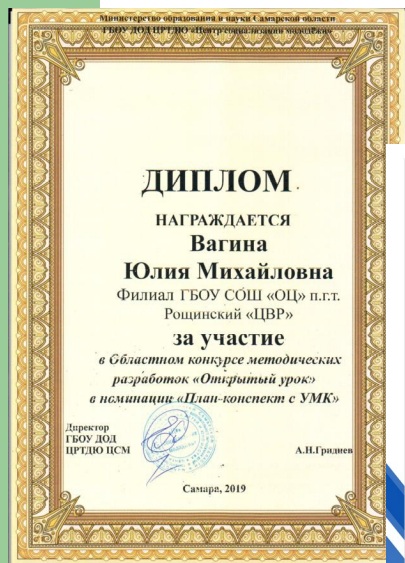 Министерство образования и науки Самарской области
ГБОУ ДОД ЦРТДЮ «Центр социализации молодёжи»
ДИПЛОМ
НАГРАЖДАЕТСЯ
Вагина
Юлия Михайловна
Филиал ГБОУ СОШ «ОЦ» п.г.т.
Рощинский «ЦВР»
за участие
в Областном конкурсе методических
разработок «Открытый урок»
в номинации «План-конспект с УМК»
Директор
ГБОУ ДОД
ЦРТДЮ ЦСМ
А.Н.Гриднев
Самара, 2019